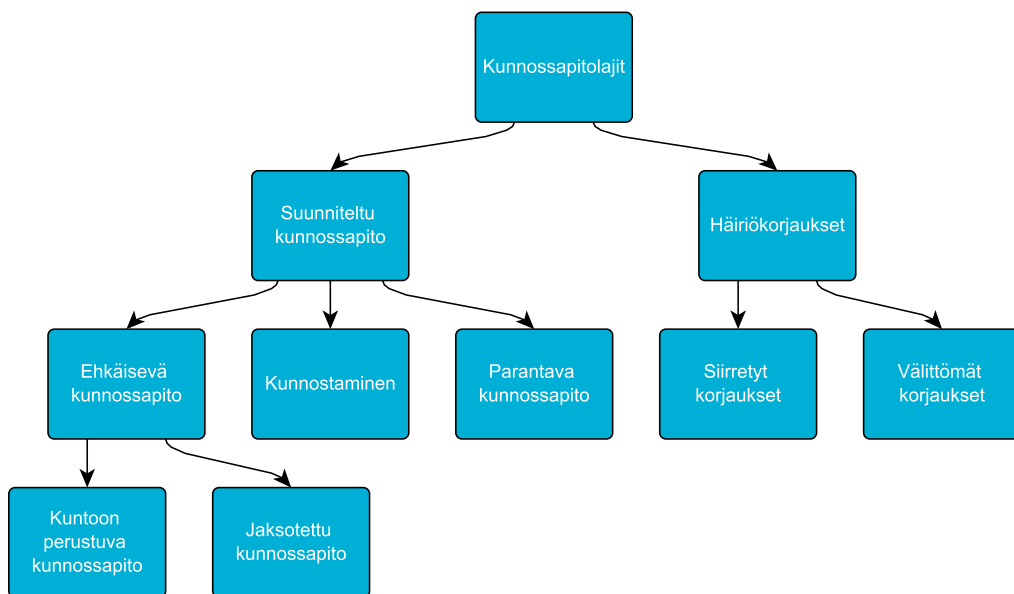 Kunnossapitolajit
Suunniteltu
kunnossapito
Häiriökorjaukset
Ehkäisevä
kunnossapito
Kunnostaminen
Parantava
kunnossapito
Siirretyt
korjaukset
Välittömät
korjaukset
Kuntoon
perustuva
kunnossapito
Jaksotettu
kunnossapito